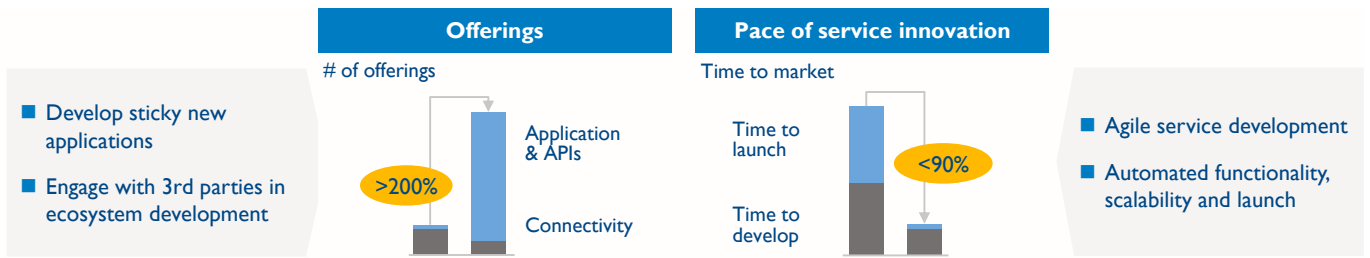 Offerings
Pace of service innovation
# of offerings
Time to market
Develop sticky new
applications
Engage with 3rd parties in
ecosystem development
>200%
Application
& APIs
Connectivity
Time to
launch
Time to
develop
<90%
Agile service development
Automated functionality,
scalability and launch